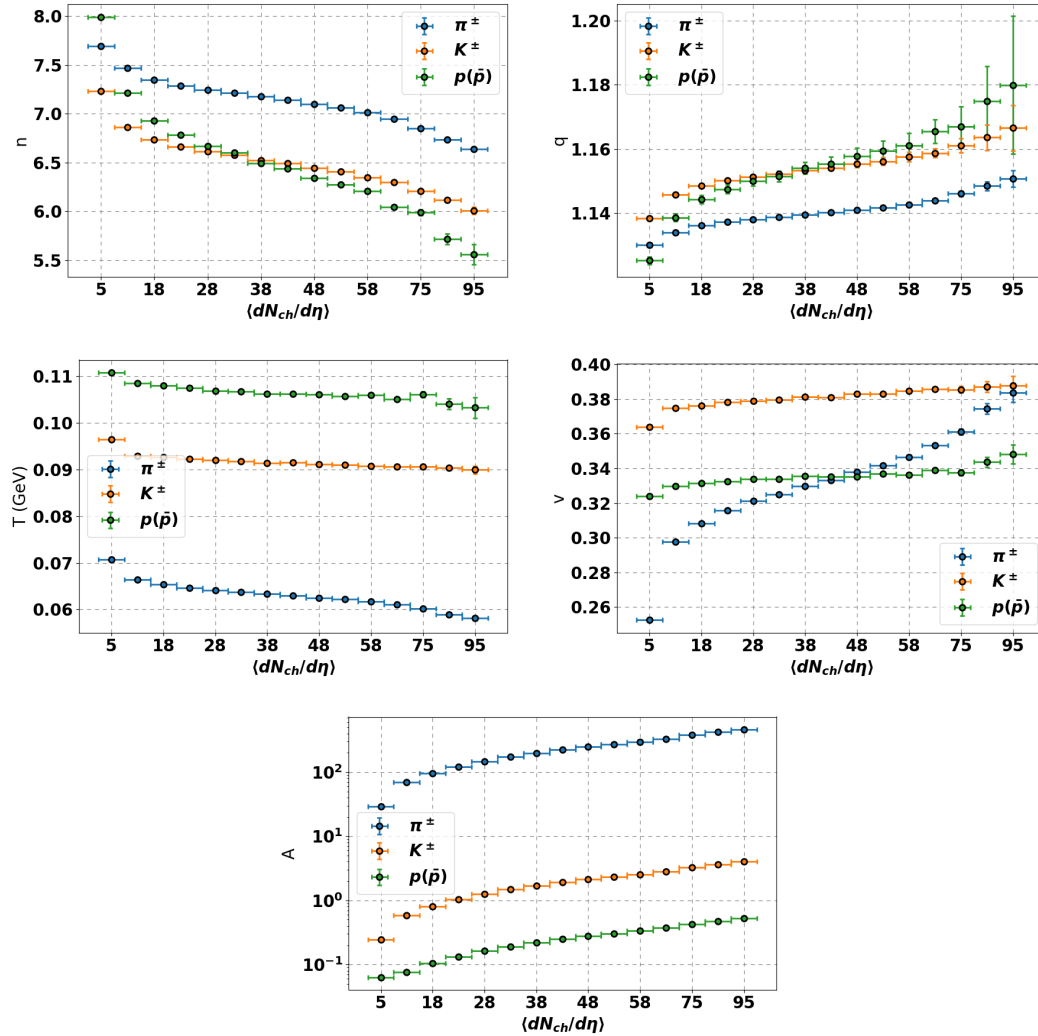 8.0
7.5
7.0
6.5
6.0
5.5
n
π±
K±
p(p̄)
5 18 28 38 48 58 75 95
⟨dN_ch/dη⟩
1.20
1.18
1.16
1.14
q
π±
K±
p(p̄)
5 18 28 38 48 58 75 95
⟨dN_ch/dη⟩
0.11
0.10
0.09
0.08
0.07
0.06
T (GeV)
π±
K±
p(p̄)
5 18 28 38 48 58 75 95
⟨dN_ch/dη⟩
0.40
0.38
0.36
0.34
0.32
0.30
0.28
0.26
v
π±
K±
p(p̄)
5 18 28 38 48 58 75 95
⟨dN_ch/dη⟩
10²
10¹
10⁰
10⁻¹
A
π±
K±
p(p̄)
5 18 28 38 48 58 75 95
⟨dN_ch/dη⟩